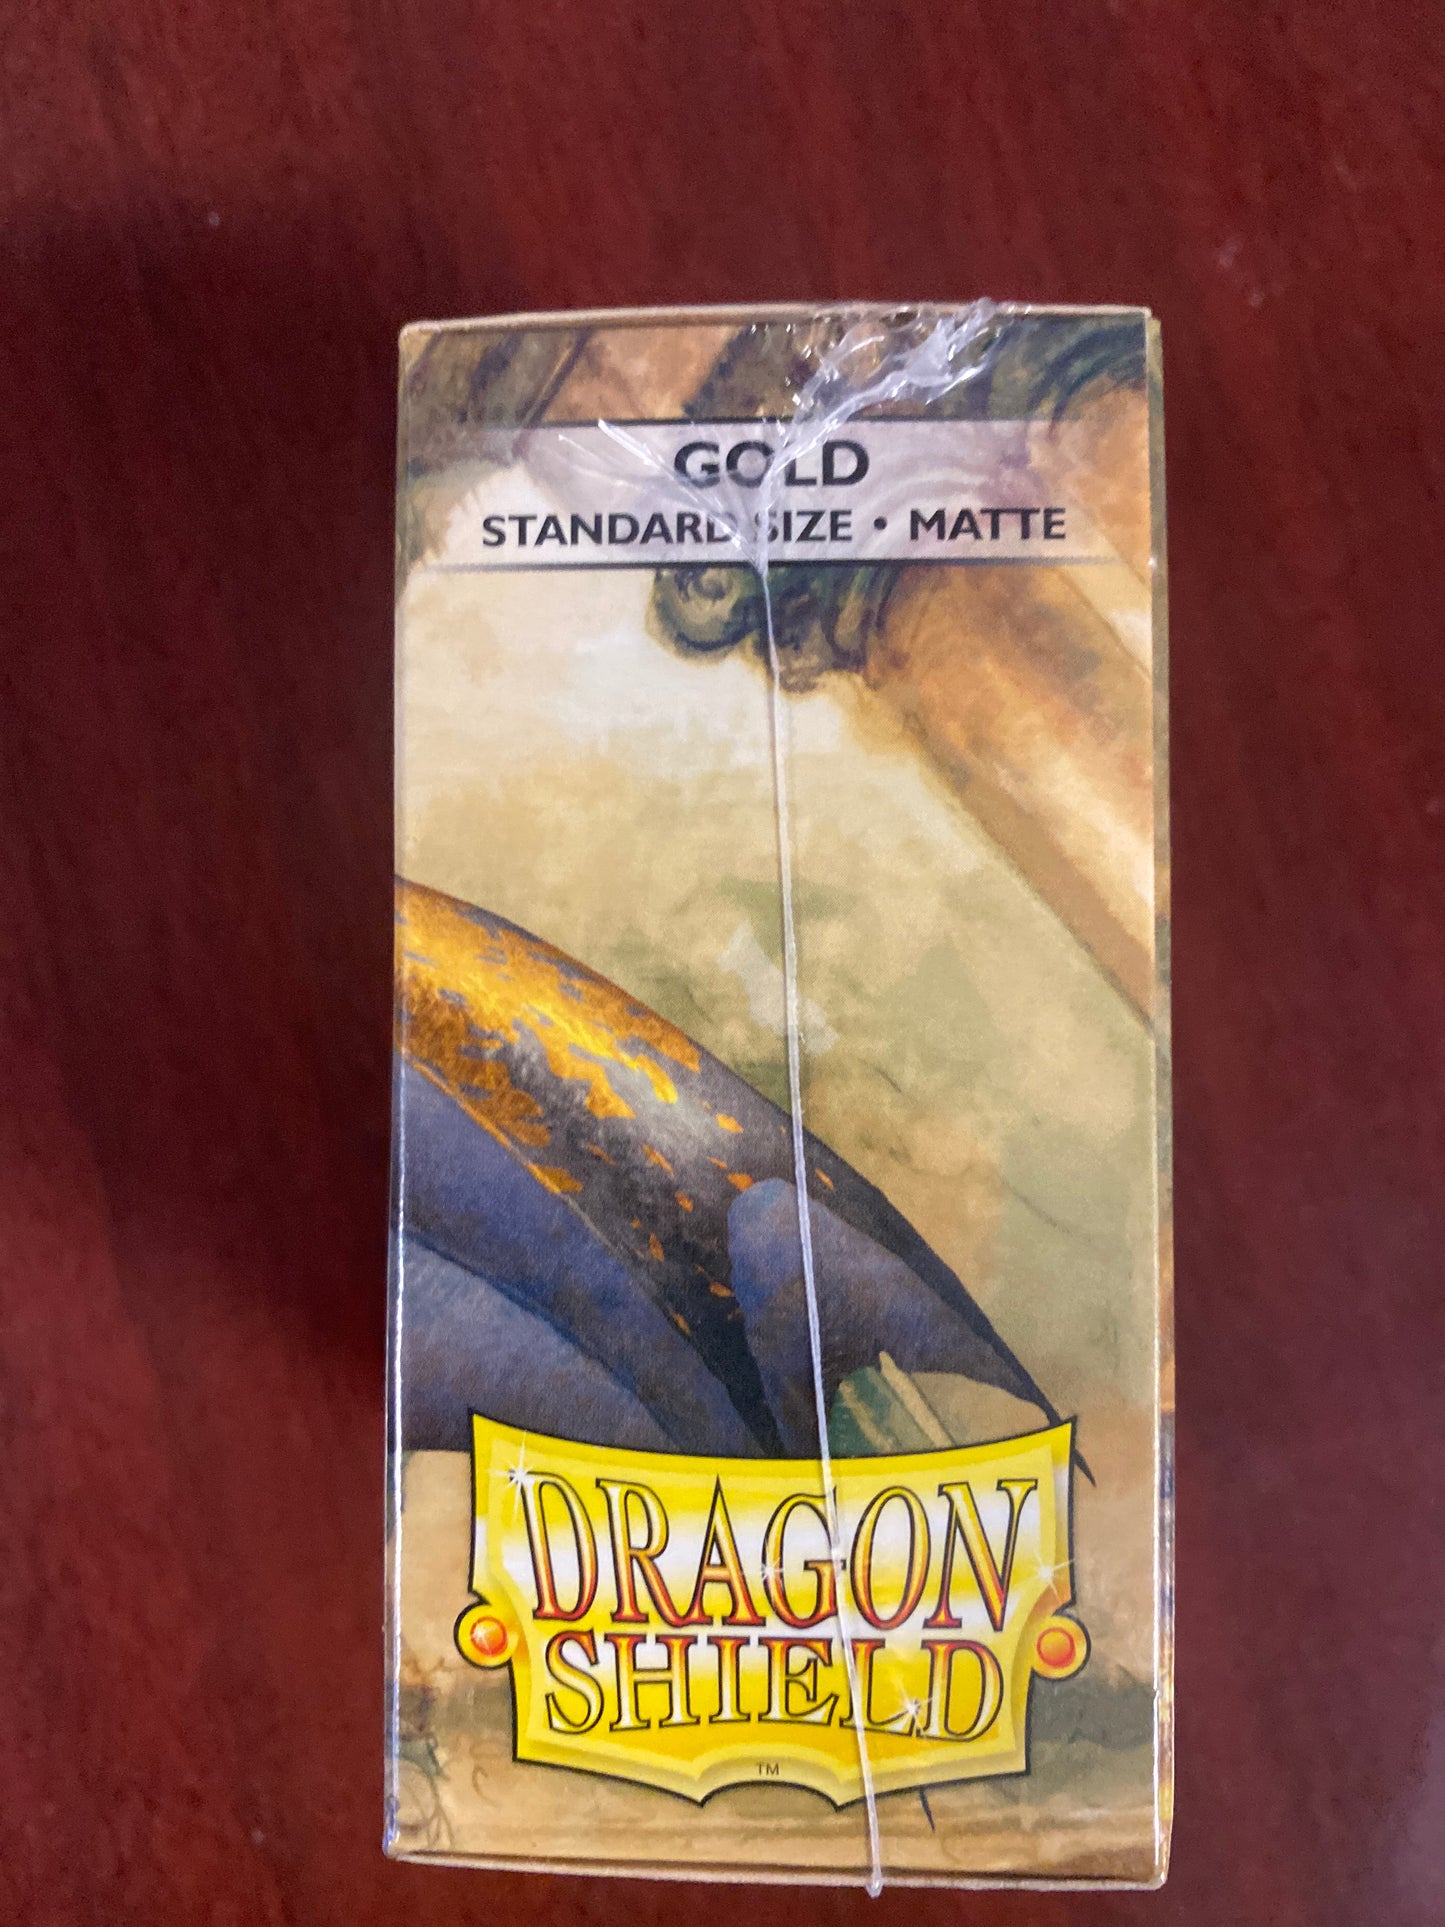 GOLD
STANDARD SIZE • MATTE
DRAGON
SHIELD
TM